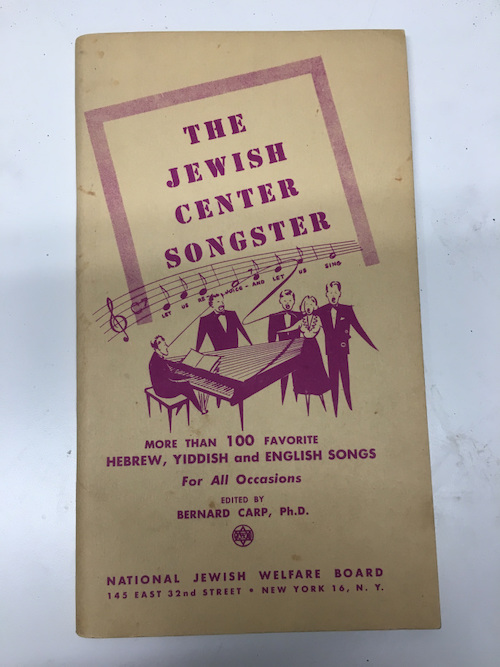 THE
JEWISH
CENTER
SONGSTER
LET US RE-JOICE-AND LET US SING
MORE THAN 100 FAVORITE
HEBREW, YIDDISH and ENGLISH SONGS
For All Occasions
EDITED BY
BERNARD CARP, Ph.D.
NATIONAL JEWISH WELFARE BOARD
145 EAST 32nd STREET • NEW YORK 16, N. Y.